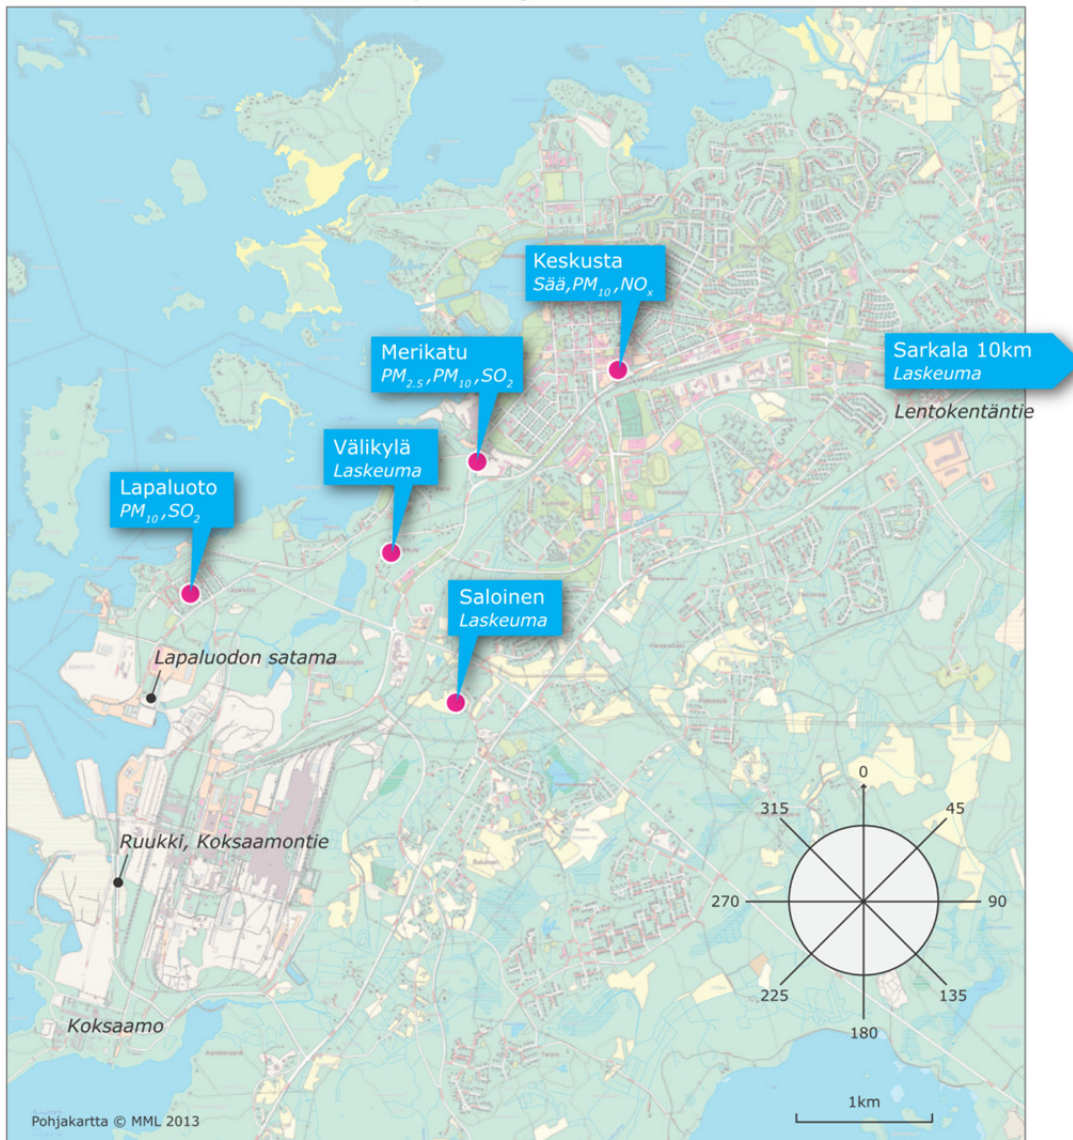 Keskusta
Sää,PM₁₀,NOₓ
Merikatu
PM₂.₅,PM₁₀,SO₂
Sarkala 10km
Laskeuma
Lentokentäntie
Välikylä
Laskeuma
Lapaluoto
PM₁₀,SO₂
Saloinen
Laskeuma
Lapaluodon satama
Ruukki, Koksaamontie
Koksaamo
0
315
45
270
90
225
135
180
Pohjakartta © MML 2013
1km